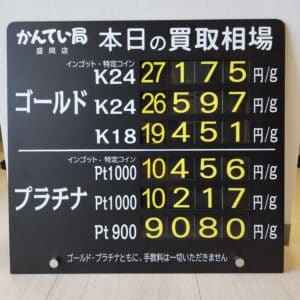 かんてい局 本日の買取相場
盛岡店
インゴット・特定コイン
K24 27175 円/g
ゴールド K24 26597 円/g
K18 19451 円/g
インゴット・特定コイン
Pt1000 10456 円/g
プラチナ Pt1000 10217 円/g
Pt900 9080 円/g
ゴールド・プラチナともに、手数料は一切いただきません